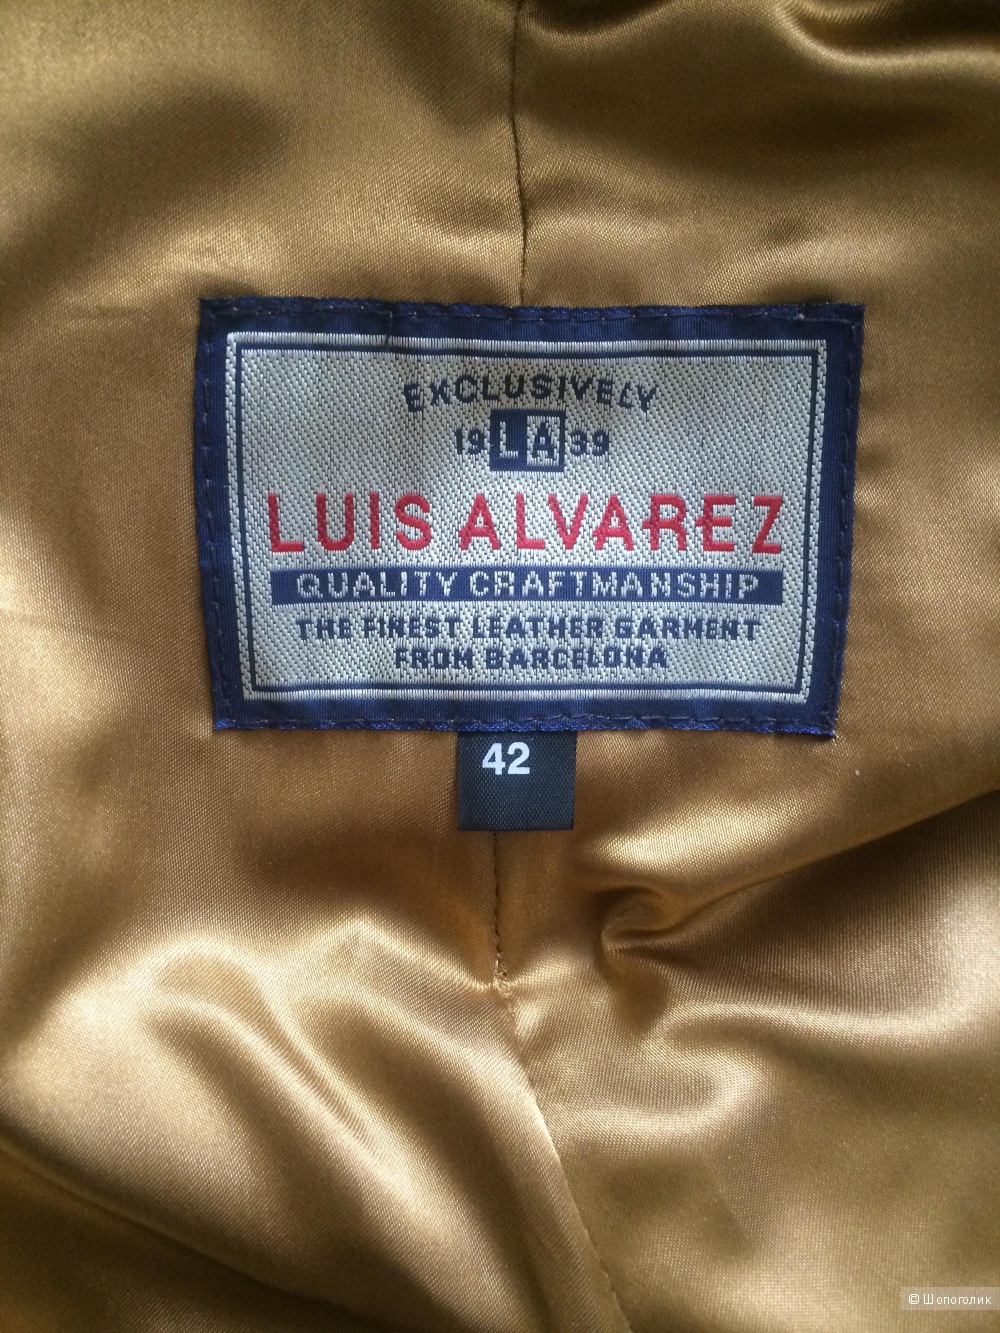 EXCLUSIVELY
19 LA 39
LUIS ALVAREZ
QUALITY CRAFTMANSHIP
THE FINEST LEATHER GARMENT
FROM BARCELONA
42
© Шопоголик